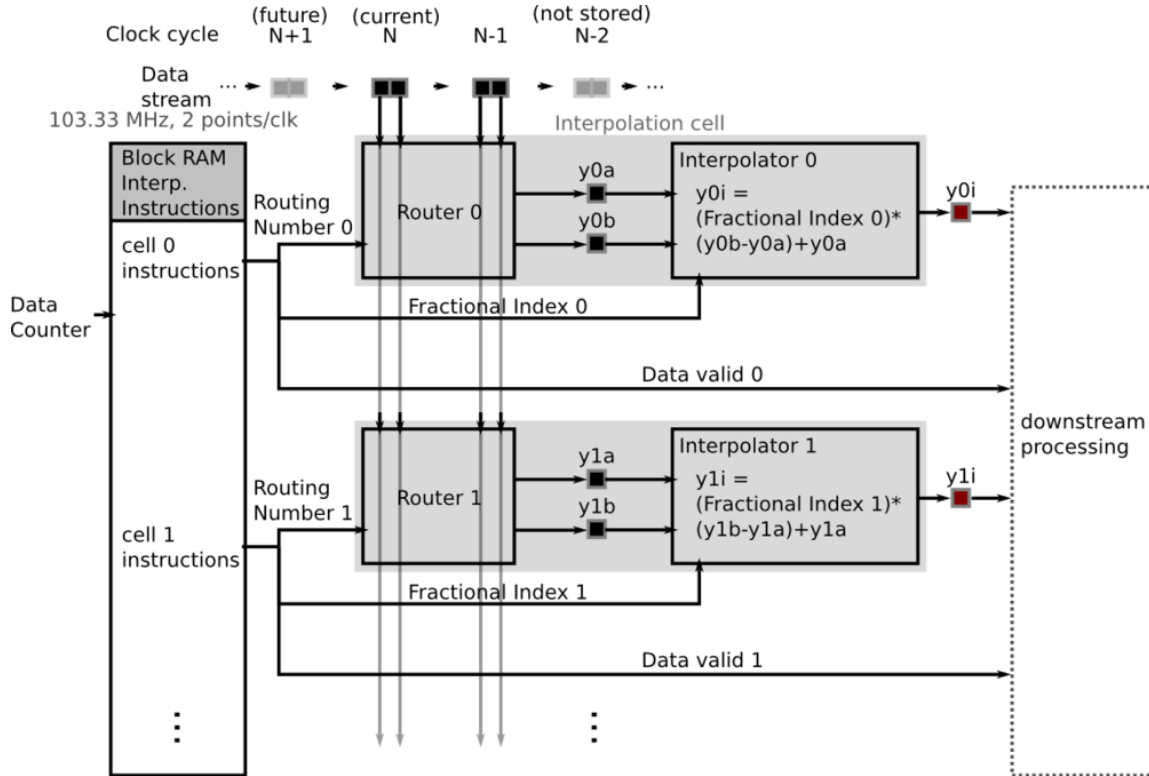 (future) (current) (not stored)
Clock cycle N+1 N N-1 N-2
Data
stream
... ...
103.33 MHz, 2 points/clk
Interpolation cell
Block RAM
Interp.
Instructions
Routing
Number 0
Router 0
y0a
y0b
Interpolator 0
y0i =
(Fractional Index 0)*
(y0b-y0a)+y0a
y0i
cell 0
instructions
Data
Counter
Fractional Index 0
Data valid 0
downstream
processing
Routing
Number 1
Router 1
y1a
y1b
Interpolator 1
y1i =
(Fractional Index 1)*
(y1b-y1a)+y1a
y1i
cell 1
instructions
Fractional Index 1
Data valid 1